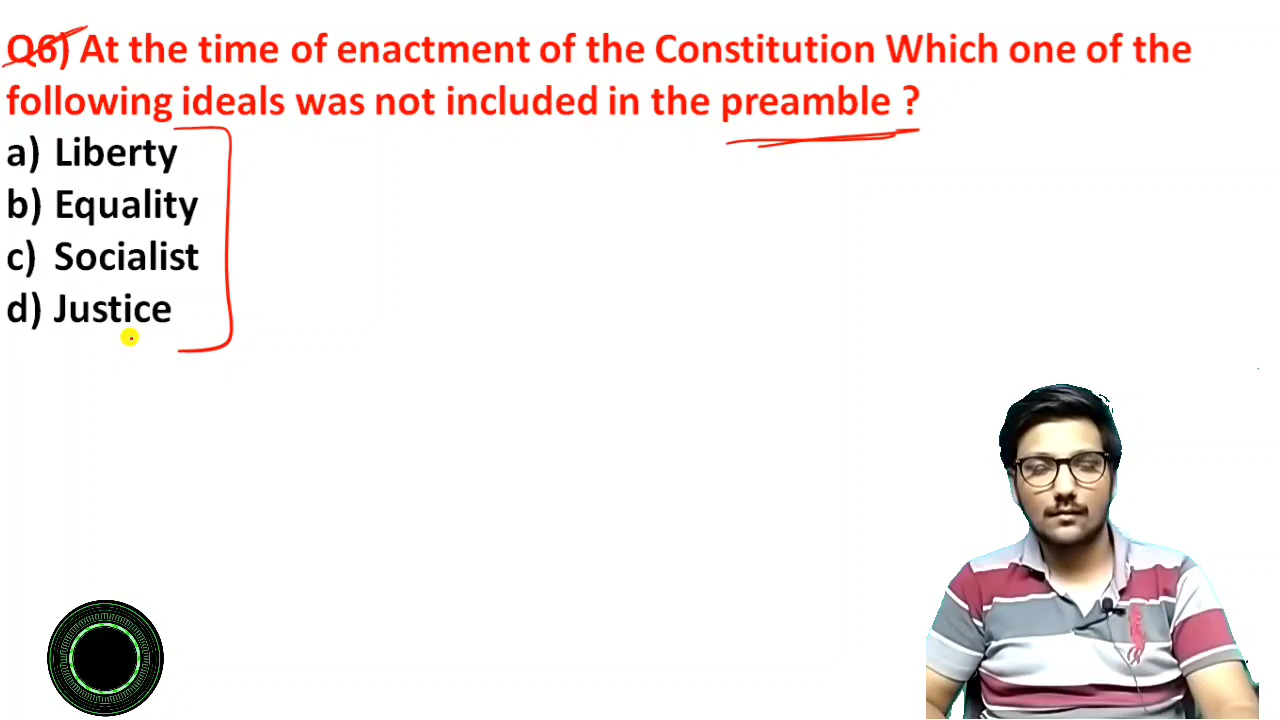 Q6) At the time of enactment of the Constitution Which one of the
following ideals was not included in the preamble ?
a) Liberty
b) Equality
c) Socialist
d) Justice